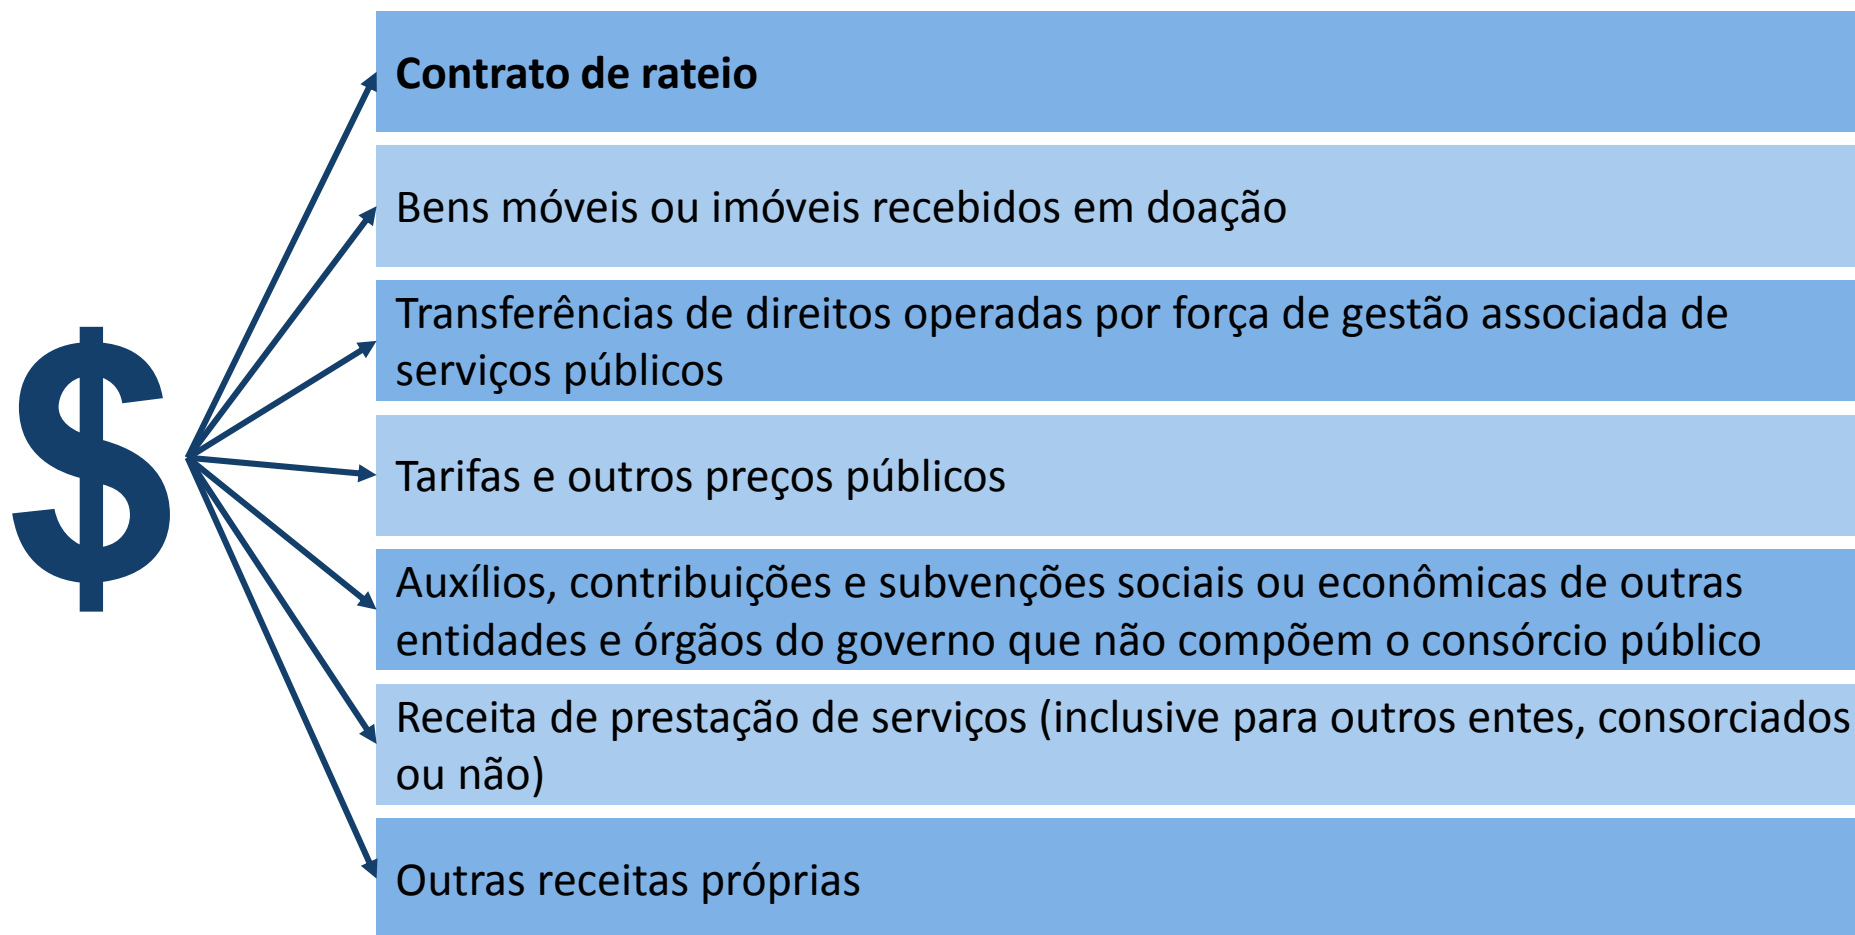 $
Contrato de rateio
Bens móveis ou imóveis recebidos em doação
Transferências de direitos operadas por força de gestão associada de
serviços públicos
Tarifas e outros preços públicos
Auxílios, contribuições e subvenções sociais ou econômicas de outras
entidades e órgãos do governo que não compõem o consórcio público
Receita de prestação de serviços (inclusive para outros entes, consorciados
ou não)
Outras receitas próprias